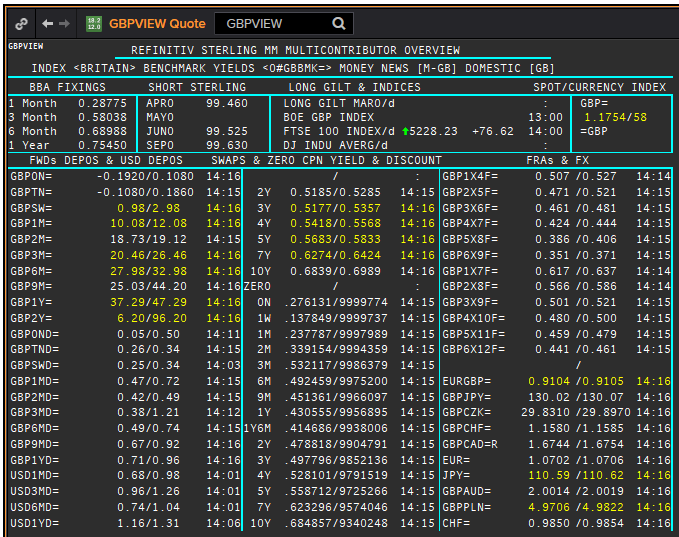 GBPVIEW Quote GBPVIEW
GBPVIEW REFINITIV STERLING MM MULTICONTRIBUTOR OVERVIEW
INDEX <BRITAIN> BENCHMARK YIELDS <O#GBBMK=> MONEY NEWS [M-GB] DOMESTIC [GB]
BBA FIXINGS SHORT STERLING LONG GILT & INDICES SPOT/CURRENCY INDEX
1 Month 0.28775 APR0 99.460 LONG GILT MAR0/d : GBP=
3 Month 0.58038 MAY0 BOE GBP INDEX 13:00 1.1754/58
6 Month 0.68988 JUN0 99.525 FTSE 100 INDEX/d 5228.23 +76.62 14:00 =GBP
1 Year 0.75450 SEP0 99.630 DJ INDU AVERG/d :
FWDs DEPOS & USD DEPOS SWAPS & ZERO CPN YIELD & DISCOUNT FRAs & FX
GBPON= -0.1920/0.1080 14:16 / : GBP1X4F= 0.507 /0.527 14:14
GBPTN= -0.1080/0.1860 14:15 2Y 0.5185/0.5285 14:15 GBP2X5F= 0.471 /0.521 14:15
GBPSW= 0.98/2.98 14:16 3Y 0.5177/0.5357 14:16 GBP3X6F= 0.461 /0.481 14:15
GBP1M= 10.08/12.08 14:16 4Y 0.5418/0.5568 14:16 GBP4X7F= 0.424 /0.444 14:15
GBP2M= 18.73/19.12 14:15 5Y 0.5683/0.5833 14:16 GBP5X8F= 0.386 /0.406 14:15
GBP3M= 20.46/26.46 14:16 7Y 0.6274/0.6424 14:16 GBP6X9F= 0.351 /0.371 14:15
GBP6M= 27.98/32.98 14:16 10Y 0.6839/0.6989 14:16 GBP1X7F= 0.617 /0.637 14:14
GBP9M= 25.03/44.20 14:16 ZERO / : GBP2X8F= 0.566 /0.586 14:14
GBP1Y= 37.29/47.29 14:16 ON .276131/9999774 14:15 GBP3X9F= 0.501 /0.521 14:15
GBP2Y= 6.20/96.20 14:16 1W .137849/9999737 14:15 GBP4X10F= 0.480 /0.500 14:15
GBPOND= 0.05/0.50 14:11 1M .237787/9997989 14:15 GBP5X11F= 0.459 /0.479 14:15
GBPTND= 0.26/0.34 14:15 2M .339154/9994359 14:15 GBP6X12F= 0.441 /0.461 14:15
GBPSWD= 0.25/0.34 14:03 3M .532117/9986379 14:15 /
GBP1MD= 0.47/0.72 14:15 6M .492459/9975200 14:15 EURGBP= 0.9104 /0.9105 14:16
GBP2MD= 0.42/0.49 14:15 9M .451361/9966097 14:15 GBPJPY= 130.02 /130.07 14:16
GBP3MD= 0.38/1.21 14:12 1Y .430555/9956895 14:15 GBPCZK= 29.8310 /29.8970 14:16
GBP6MD= 0.49/0.74 14:15 1Y6M .414686/9938006 14:15 GBPCHF= 1.1580 /1.1585 14:16
GBP9MD= 0.67/0.92 14:16 2Y .478818/9904791 14:15 GBPCAD=R 1.6744 /1.6754 14:16
GBP1YD= 0.71/0.96 14:16 3Y .497796/9852136 14:15 EUR= 1.0702 /1.0706 14:16
USD1MD= 0.68/0.98 14:01 4Y .528101/9791519 14:15 JPY= 110.59 /110.62 14:16
USD3MD= 0.96/1.26 14:01 5Y .558712/9725266 14:15 GBPAUD= 2.0014 /2.0019 14:16
USD6MD= 0.74/1.04 14:01 7Y .623296/9574046 14:15 GBPPLN= 4.9706 /4.9822 14:16
USD1YD= 1.16/1.31 14:06 10Y .684857/9340248 14:15 CHF= 0.9850 /0.9854 14:16